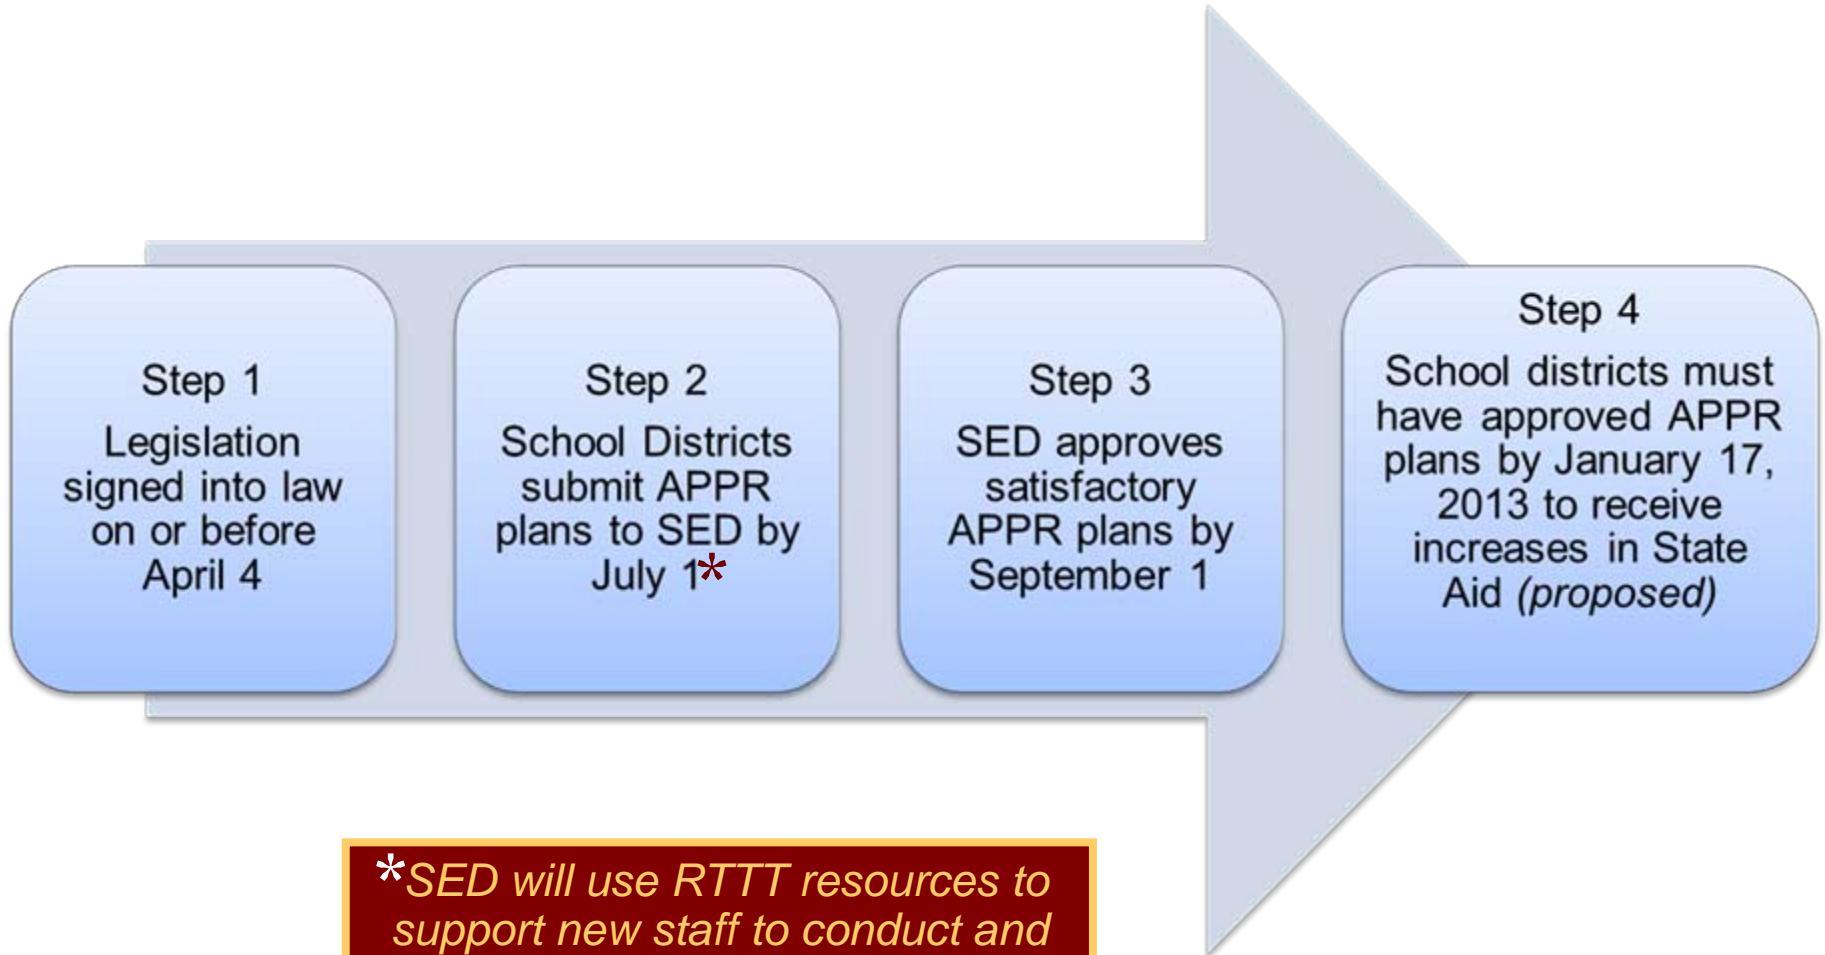 Step 1
Legislation
signed into law
on or before
April 4
Step 2
School Districts
submit APPR
plans to SED by
July 1*
Step 3
SED approves
satisfactory
APPR plans by
September 1
Step 4
School districts must
have approved APPR
plans by January 17,
2013 to receive
increases in State
Aid (proposed)
*SED will use RTTT resources to
support new staff to conduct and